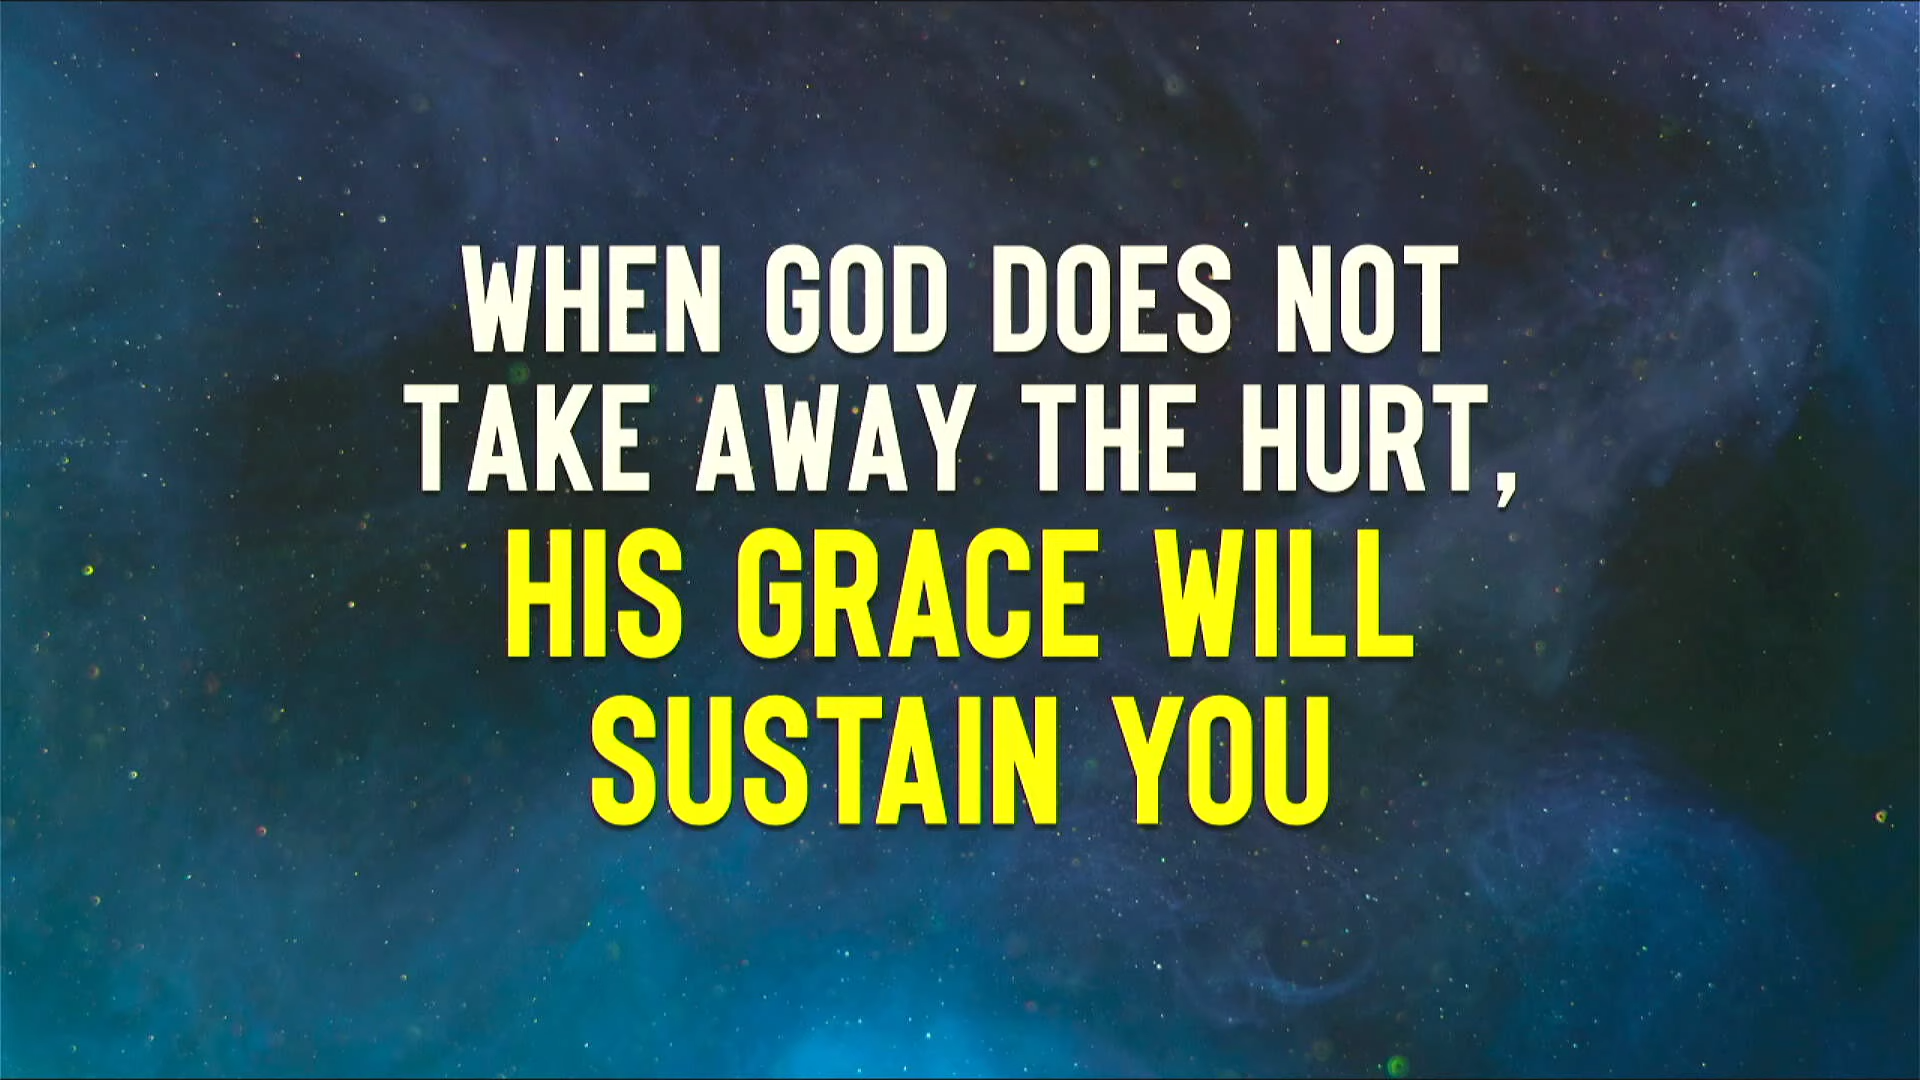 WHEN GOD DOES NOT
TAKE AWAY THE HURT,
HIS GRACE WILL
SUSTAIN YOU